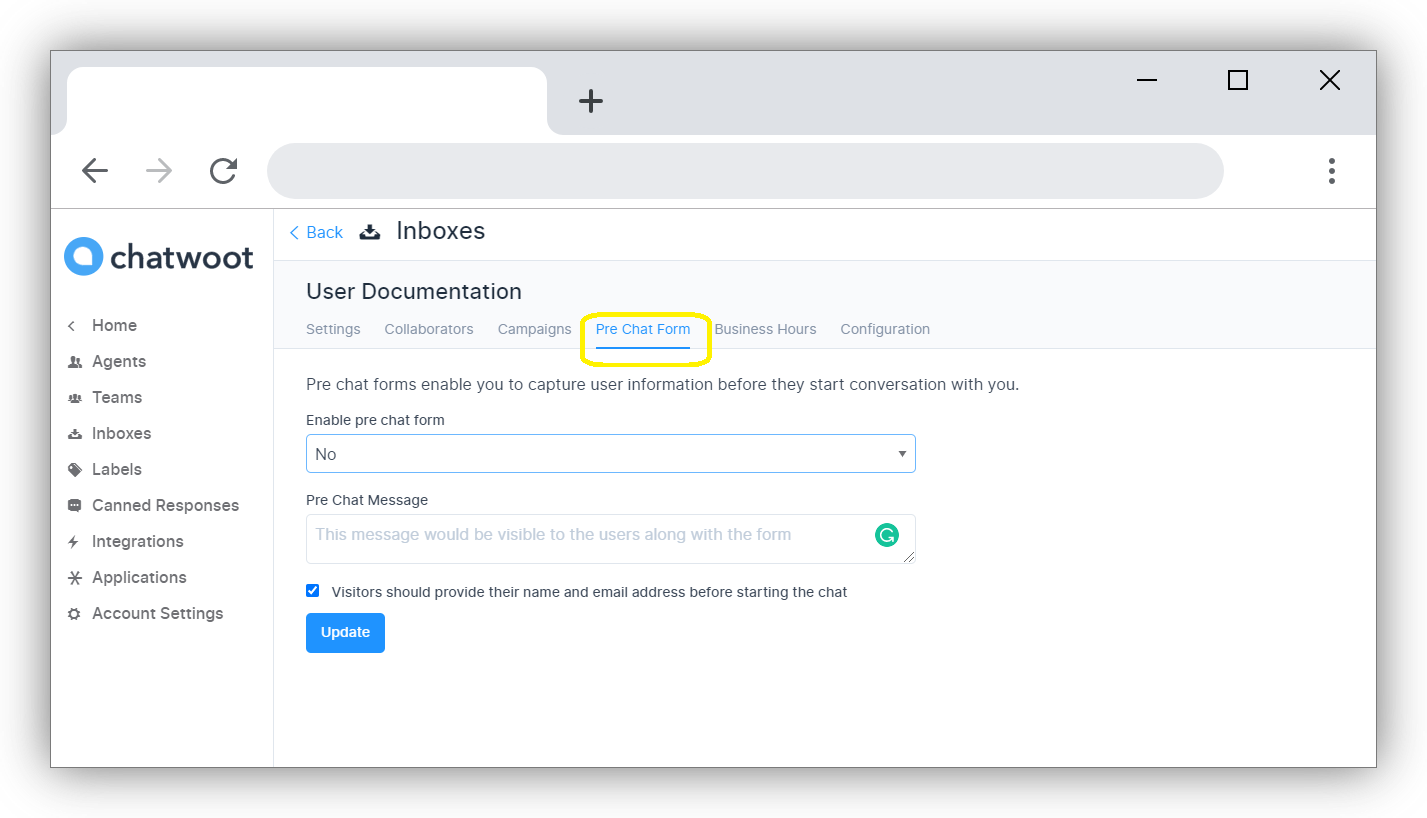 Back Inboxes
chatwoot
Home
Agents
Teams
Inboxes
Labels
Canned Responses
Integrations
Applications
Account Settings
User Documentation
Settings Collaborators Campaigns Pre Chat Form Business Hours Configuration
Pre chat forms enable you to capture user information before they start conversation with you.
Enable pre chat form
No
Pre Chat Message
This message would be visible to the users along with the form
Visitors should provide their name and email address before starting the chat
Update